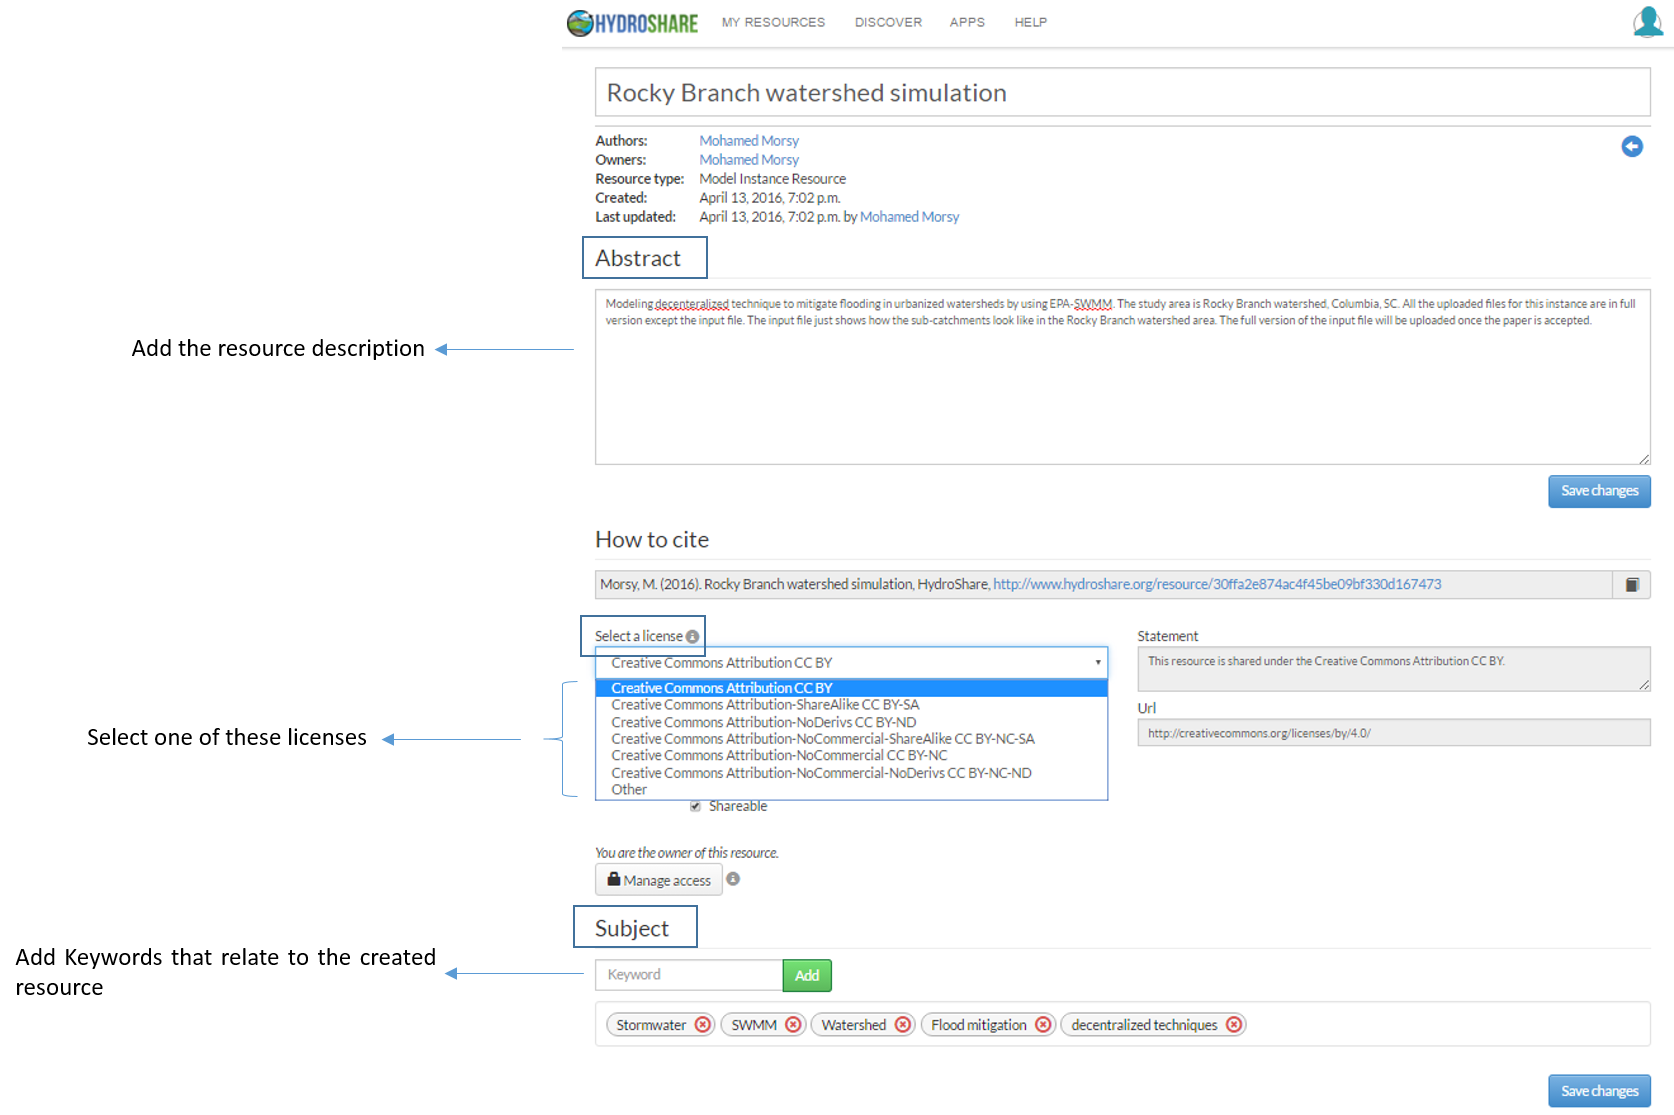 HYDROSHARE MY RESOURCES DISCOVER APPS HELP
Rocky Branch watershed simulation
Authors: Mohamed Morsy
Owners: Mohamed Morsy
Resource type: Model Instance Resource
Created: April 13, 2016, 7:02 p.m.
Last updated: April 13, 2016, 7:02 p.m. by Mohamed Morsy
Abstract
Modeling decenteralized technique to mitigate flooding in urbanized watersheds by using EPA-SWMM. The study area is Rocky Branch watershed, Columbia, SC. All the uploaded files for this instance are in full
version except the input file. The input file just shows how the sub-catchments look like in the Rocky Branch watershed area. The full version of the input file will be uploaded once the paper is accepted.
Add the resource description
Save changes
How to cite
Morsy, M. (2016). Rocky Branch watershed simulation, HydroShare, http://www.hydroshare.org/resource/30ffa2e874ac4f45be09bf330d167473
Select a license
Creative Commons Attribution CC BY
Creative Commons Attribution CC BY
Creative Commons Attribution-ShareAlike CC BY-SA
Creative Commons Attribution-NoDerivs CC BY-ND
Creative Commons Attribution-NoCommercial-ShareAlike CC BY-NC-SA
Creative Commons Attribution-NoCommercial CC BY-NC
Creative Commons Attribution-NoCommercial-NoDerivs CC BY-NC-ND
Other
Statement
This resource is shared under the Creative Commons Attribution CC BY.
Url
http://creativecommons.org/licenses/by/4.0/
Select one of these licenses
Shareable
You are the owner of this resource.
Manage access
Subject
Add Keywords that relate to the created
resource
Keyword Add
Stormwater SWMM Watershed Flood mitigation decentralized techniques
Save changes